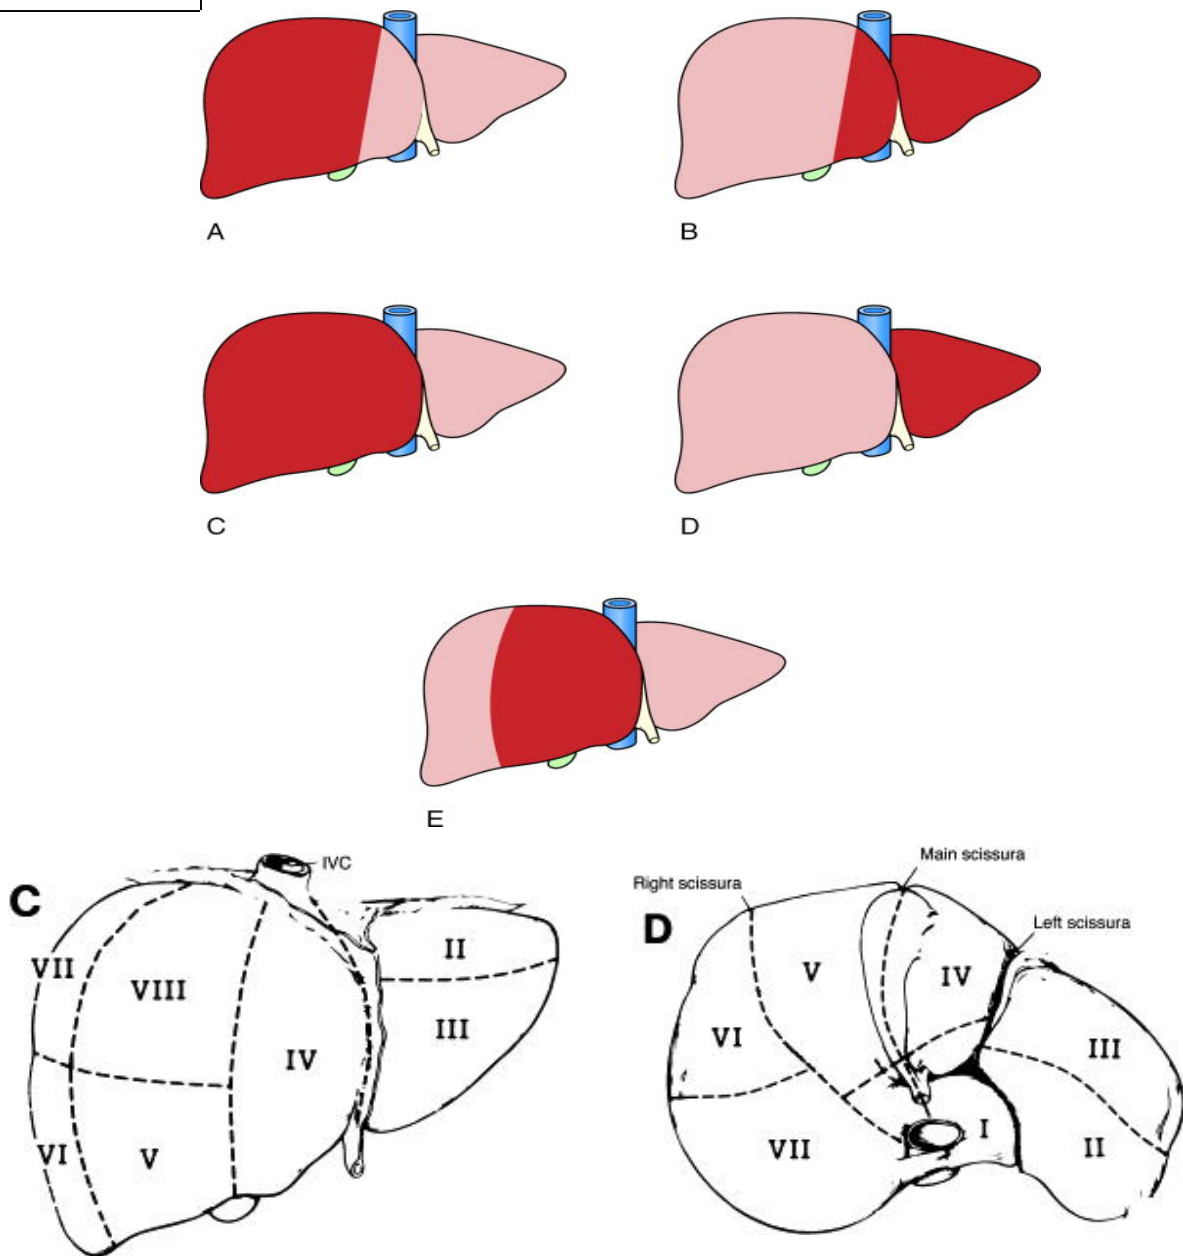 A
B
C
D
E
C
IVC
VII
VIII
II
III
IV
VI
V
D
Main scissura
Right scissura
Left scissura
V
IV
VI
III
I
VII
II